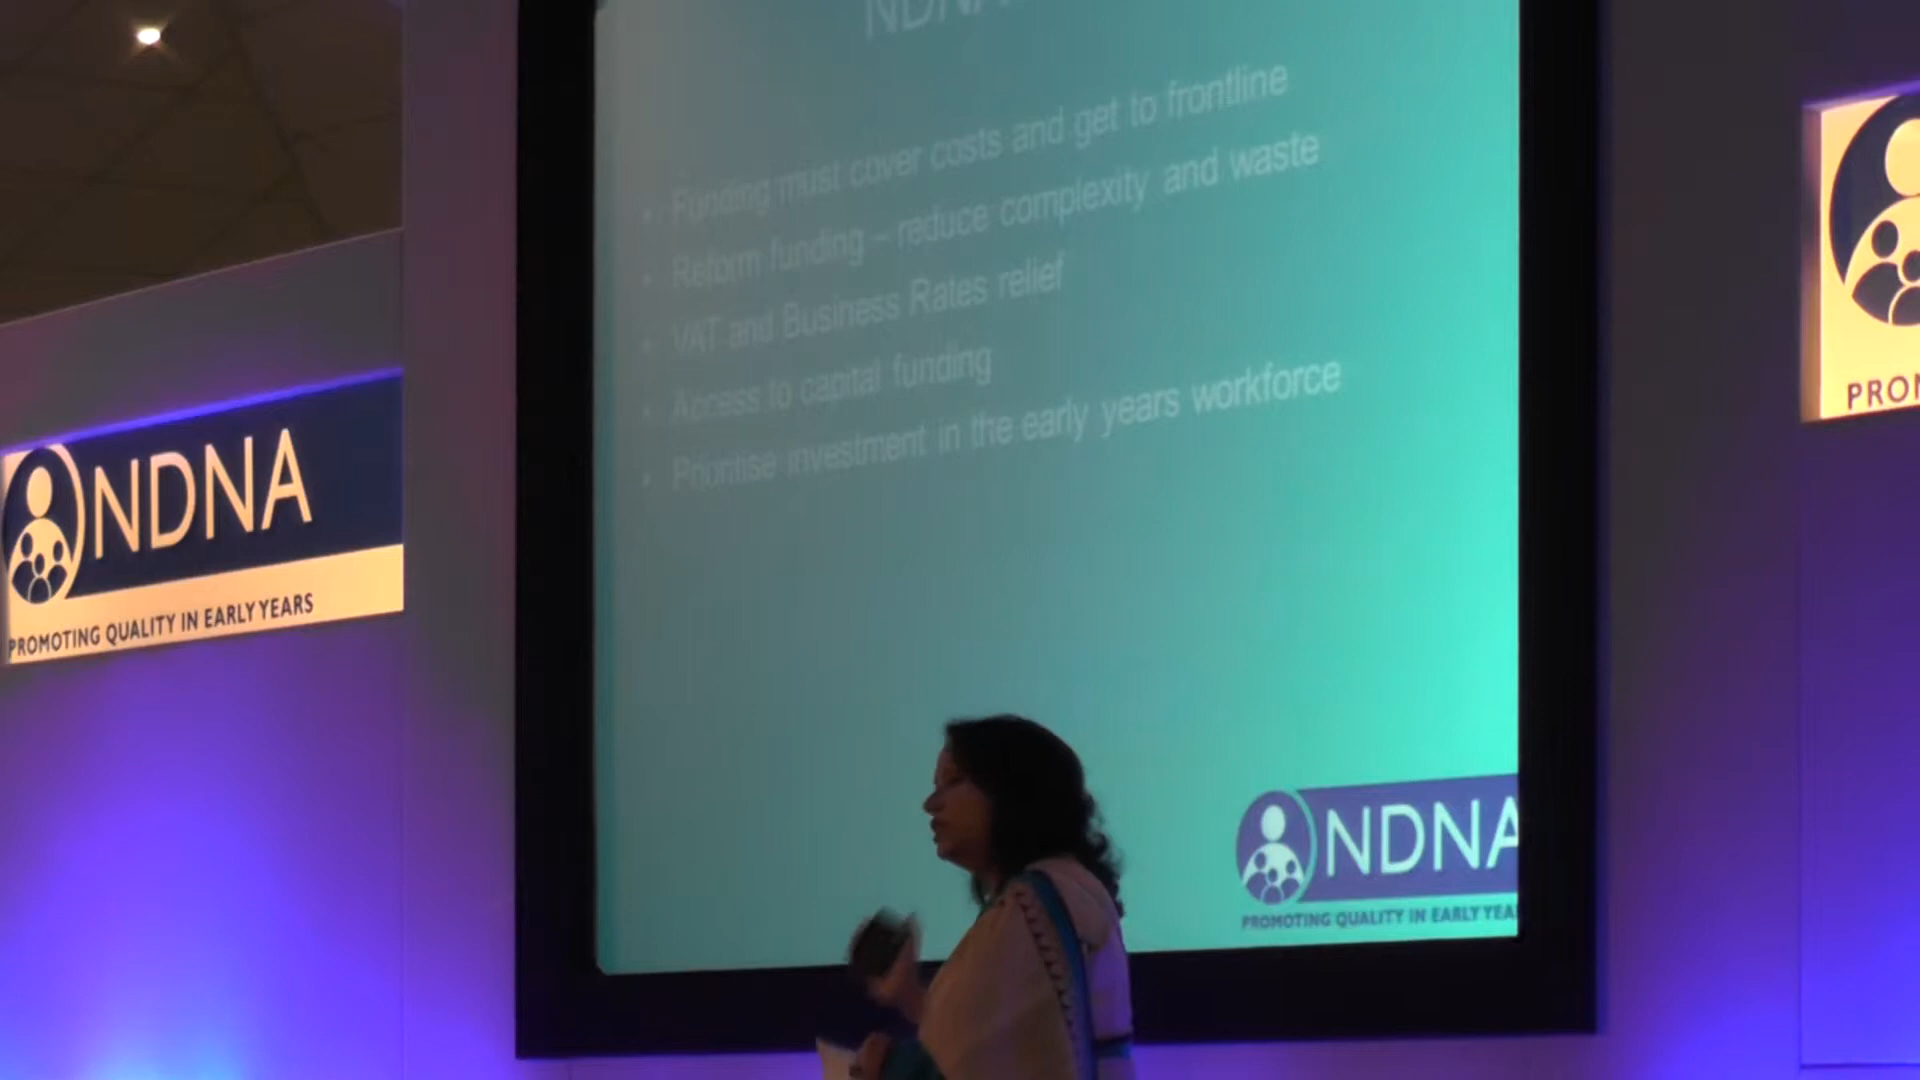 NDNA
• Funding must cover costs and get to frontline
• Reform funding – reduce complexity and waste
• VAT and Business Rates relief
• Access to capital funding
• Prioritise investment in the early years workforce
NDNA
PROMOTING QUALITY IN EARLY YEARS
PRO
NDNA
PROMOTING QUALITY IN EARLY YEA